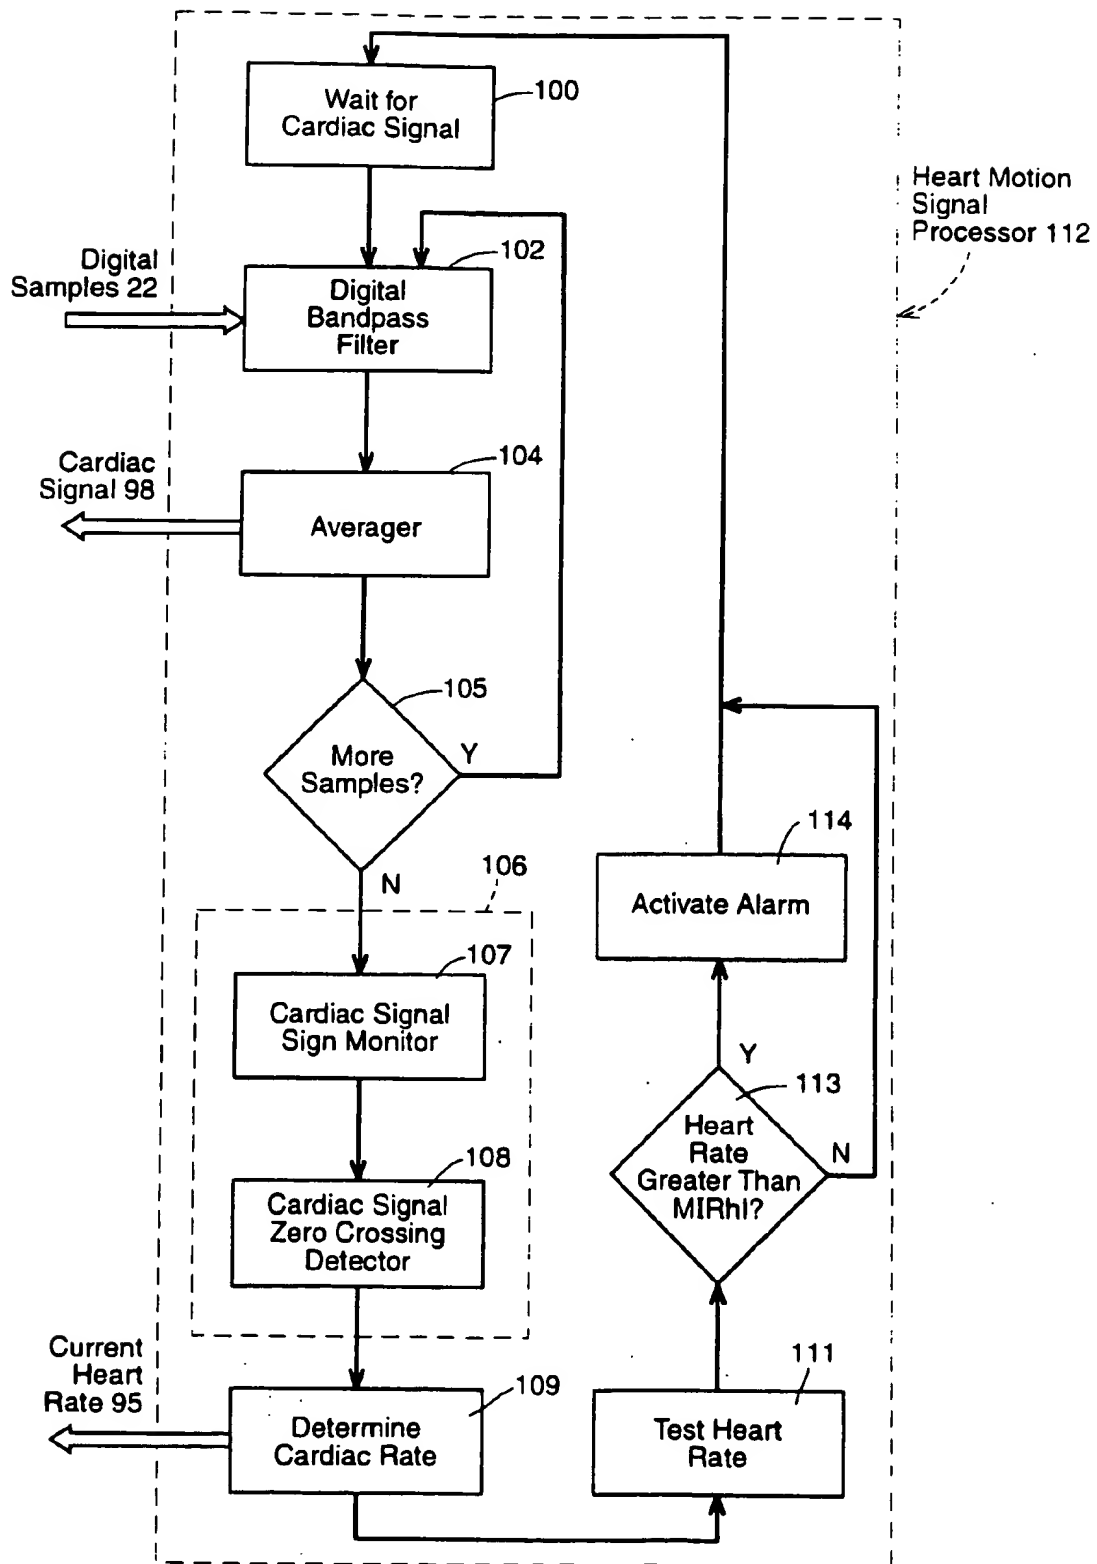 Wait for
Cardiac Signal
100
Heart Motion
Signal
Processor 112
Digital
Samples 22
102
Digital
Bandpass
Filter
Cardiac
Signal 98
104
Averager
105
More
Samples?
Y
N
106
107
Cardiac Signal
Sign Monitor
108
Cardiac Signal
Zero Crossing
Detector
Current
Heart
Rate 95
109
Determine
Cardiac Rate
111
Test Heart
Rate
113
Heart
Rate
Greater Than
MIRhI?
Y
N
114
Activate Alarm